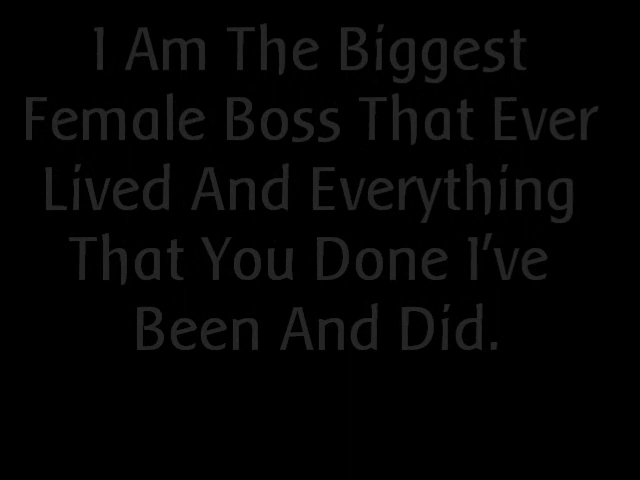 I Am The Biggest
Female Boss That Ever
Lived And Everything
That You Done I've
Been And Did.